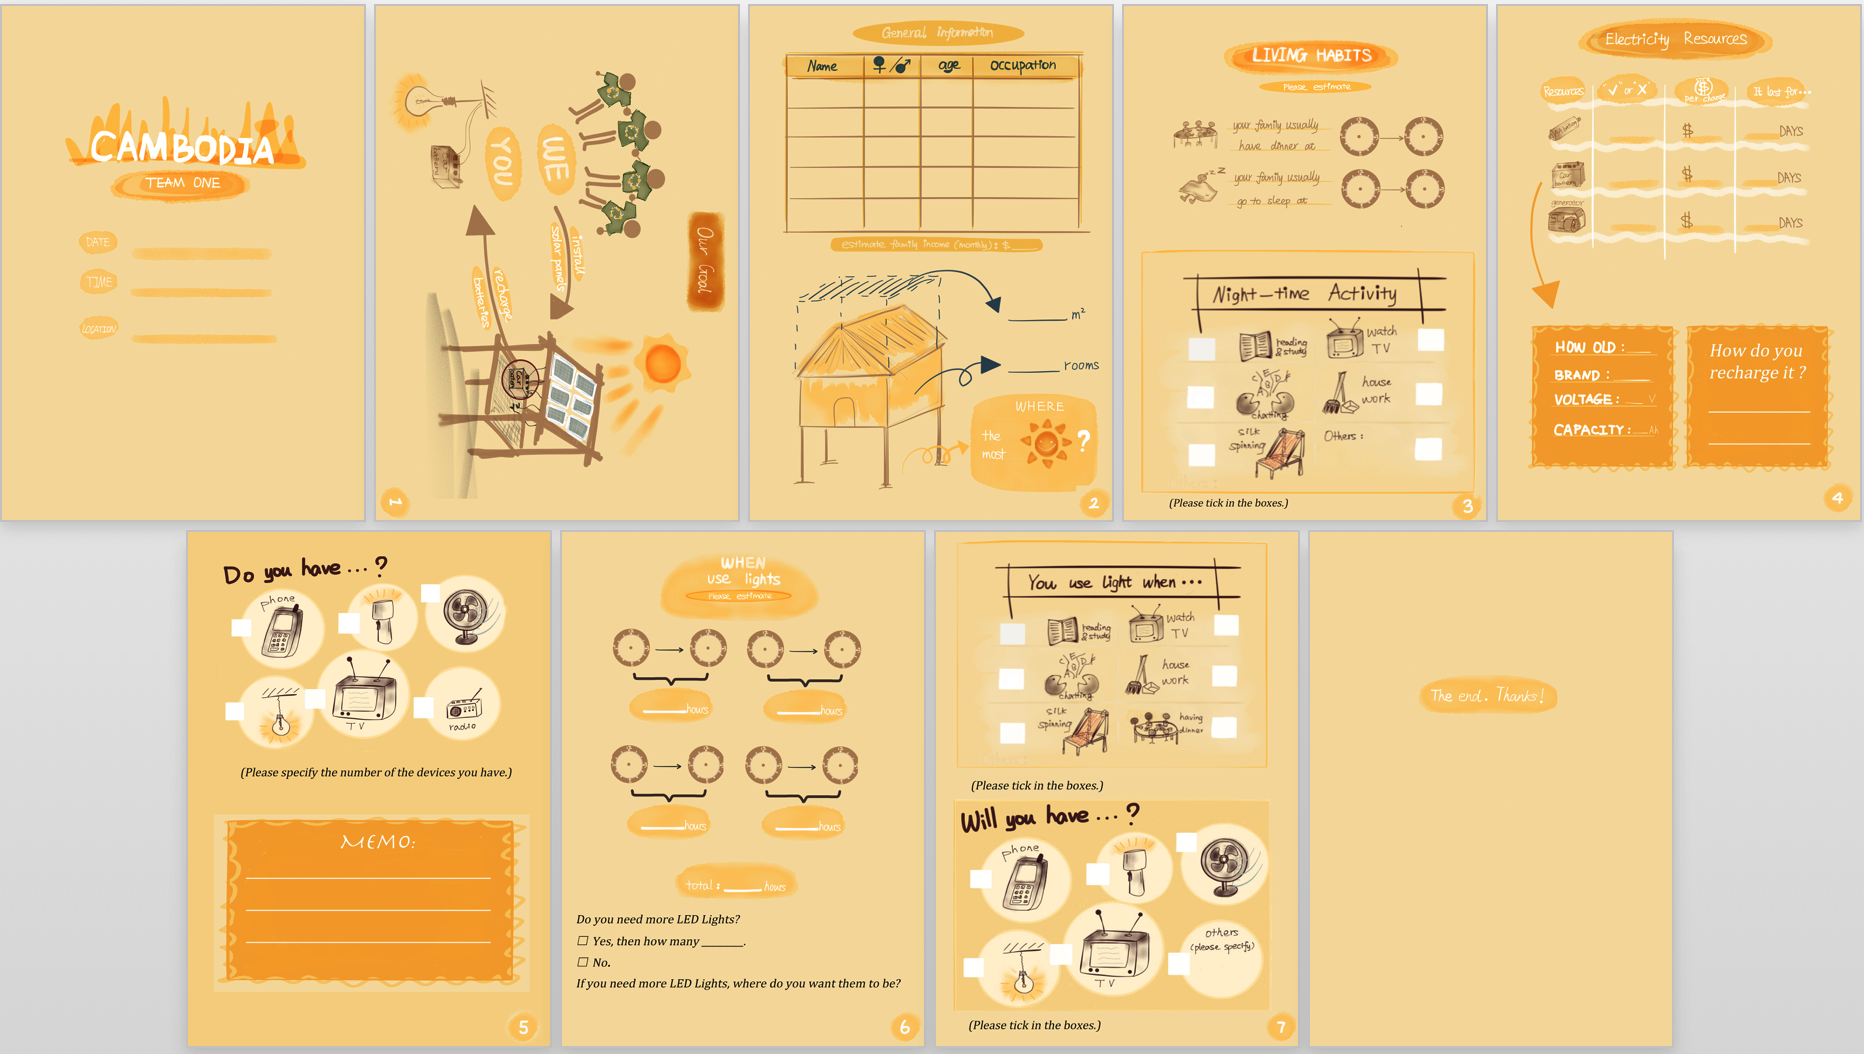 CAMBODIA
TEAM ONE
DATE
TIME
LOCATION
Our Goal
WE
YOU
install
solar panels
recharge
batteries
1
General information
Name ♀/♂ age occupation
estimate family income (monthly): $____
____ m²
____ rooms
WHERE
the
most
?
2
LIVING HABITS
Please estimate
your family usually
have dinner at
your family usually
go to sleep at
Night-time Activity
reading
& study
watch
TV
chatting
house
work
silk
spinning
Others:
(Please tick in the boxes.)
3
Electricity Resources
Resources √ or X $ per charge It last for...
$ DAYS
Car battery
$ DAYS
generator
$ DAYS
HOW OLD : ____
BRAND : ____
VOLTAGE : ____ V
CAPACITY : ____ Ah
How do you
recharge it ?
4
Do you have ... ?
phone
TV
radio
(Please specify the number of the devices you have.)
MEMO:
5
WHEN
use lights
Please estimate
____hours ____hours
____hours ____hours
total : ____ hours
Do you need more LED Lights?
☐ Yes, then how many _______.
☐ No.
If you need more LED Lights, where do you want them to be?
6
You use light when ...
reading
& study
watch
TV
chatting
house
work
silk
spinning
having
dinner
(Please tick in the boxes.)
Will you have ... ?
phone
TV
others
(please specify)
(Please tick in the boxes.)
7
The end. Thanks!